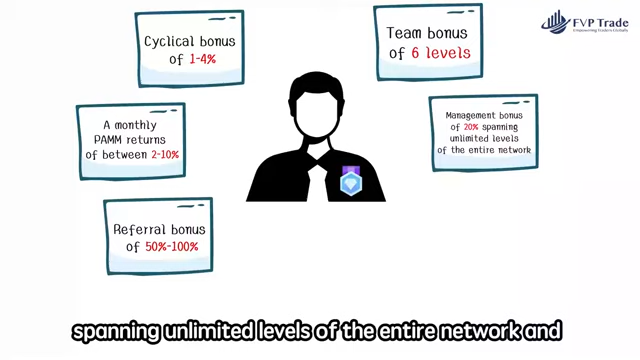 FVP Trade
Empowering Traders Globally
Cyclical bonus
of 1-4%
Team bonus
of 6 levels
A monthly
PAMM returns
of between 2-10%
Management bonus
of 20% spanning
unlimited levels
of the entire network
Referral bonus
of 50%-100%
spanning unlimited levels of the entire network and